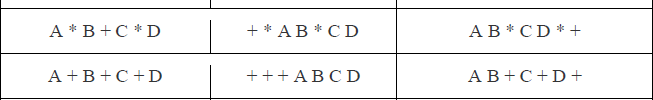 A * B + C * D + * A B * C D A B * C D * +
A + B + C + D + + + A B C D A B + C + D +